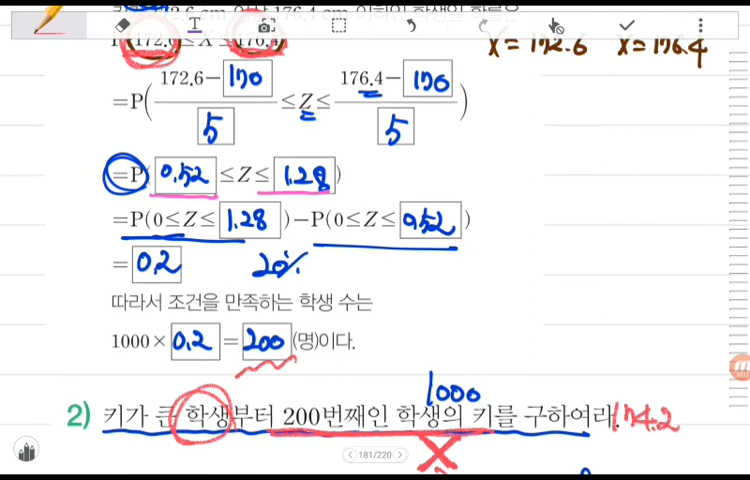 P(172.6≤X≤176.4) X=172.6 X=176.4
=P( 172.6-170 / 5 ≤Z≤ 176.4-170 / 5 )
=P( 0.52 ≤Z≤ 1.28 )
=P(0≤Z≤ 1.28 )-P(0≤Z≤ 0.52 )
= 0.2 20%
따라서 조건을 만족하는 학생 수는
1000× 0.2 = 200 (명)이다.
1000
2) 키가 큰 학생부터 200번째인 학생의 키를 구하여라. 174.2
X
181/220